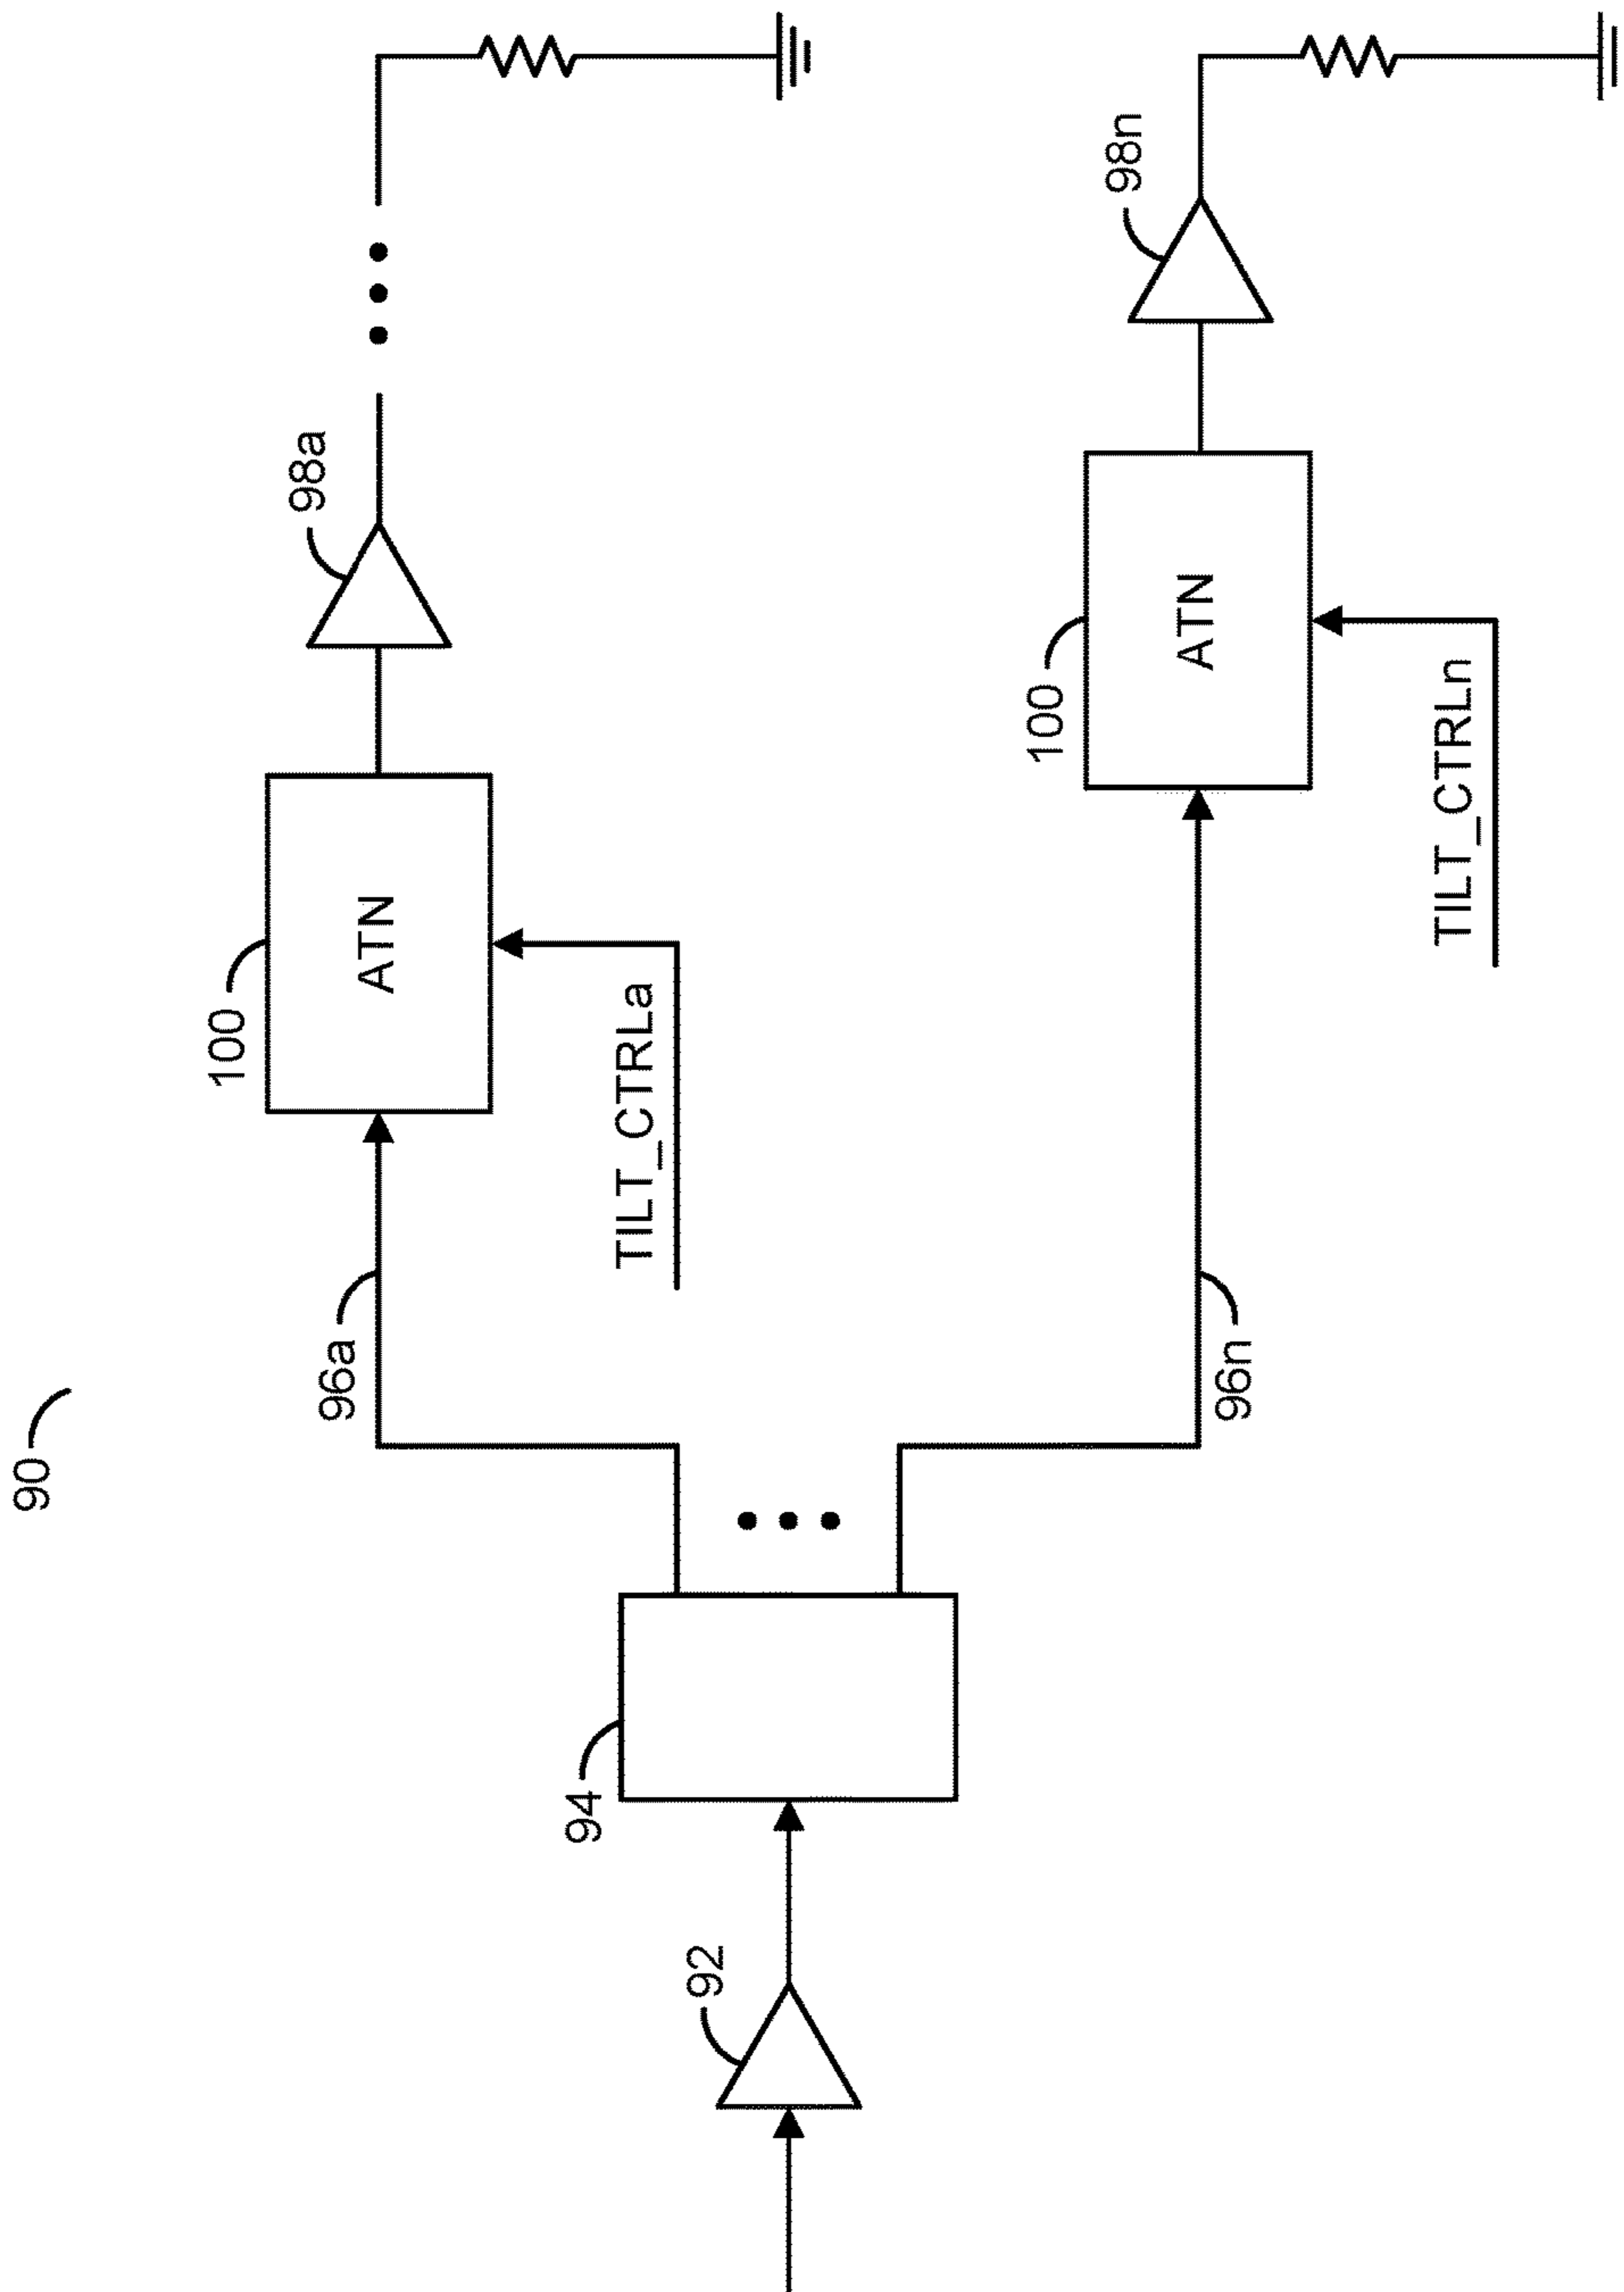 90
92
94
96a
100
ATN
TILT_CTRLa
98a
96n
100
ATN
TILT_CTRLn
98n